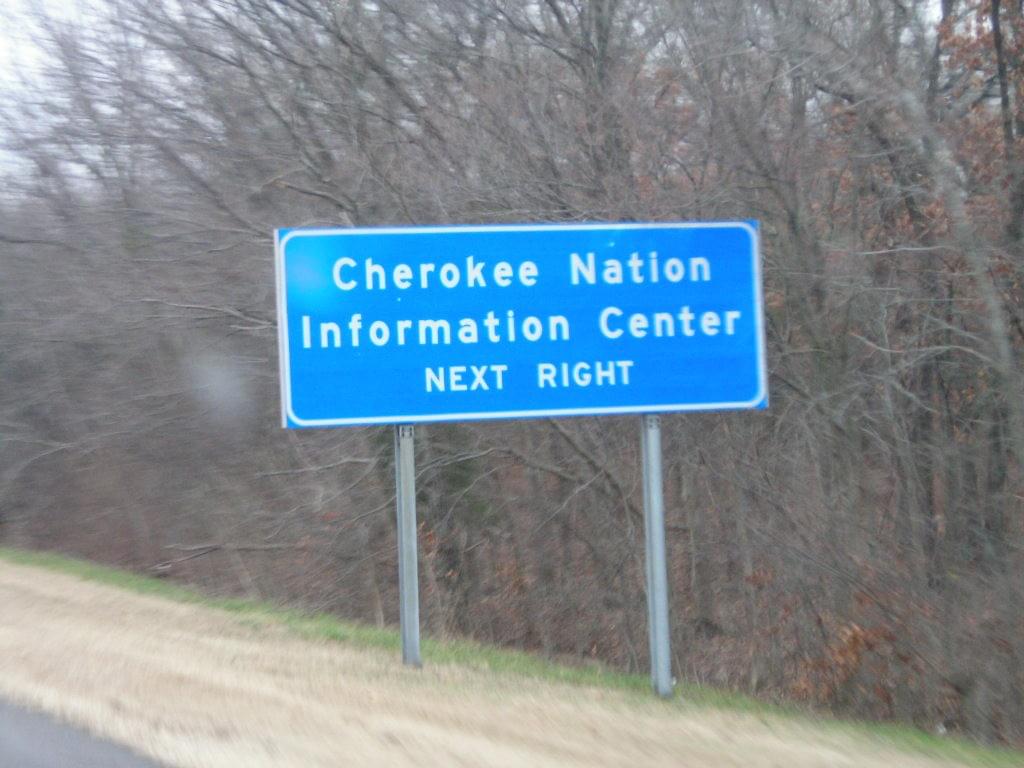 Cherokee Nation
Information Center
NEXT RIGHT